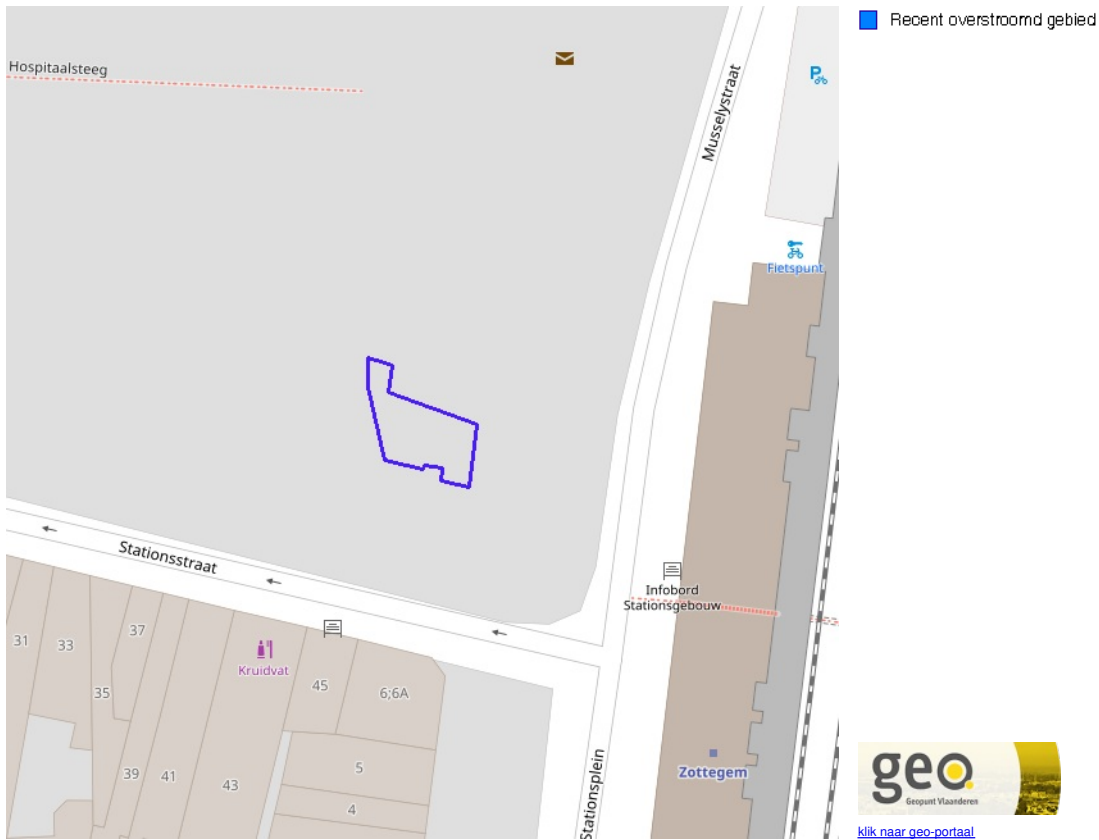 Recent overstroomd gebied
Hospitaalsteeg
Musselystraat
P
Fietspunt
Stationsstraat
Infobord
Stationsgebouw
Kruidvat
31
33
35
37
39
41
43
45
6;6A
5
4
Stationsplein
Zottegem
geo
Geopunt Vlaanderen
klik naar geo-portaal